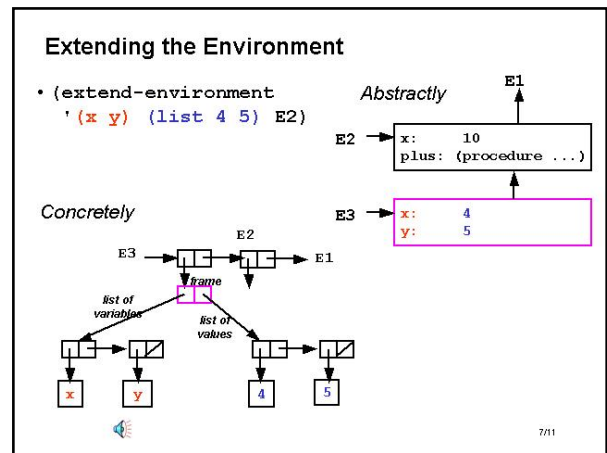 Extending the Environment
• (extend-environment
'(x y) (list 4 5) E2)
Abstractly
E1
E2
x: 10
plus: (procedure ...)
E3
x: 4
y: 5
Concretely
E2
E3
E1
frame
list of
variables
list of
values
x
y
4
5
7/11